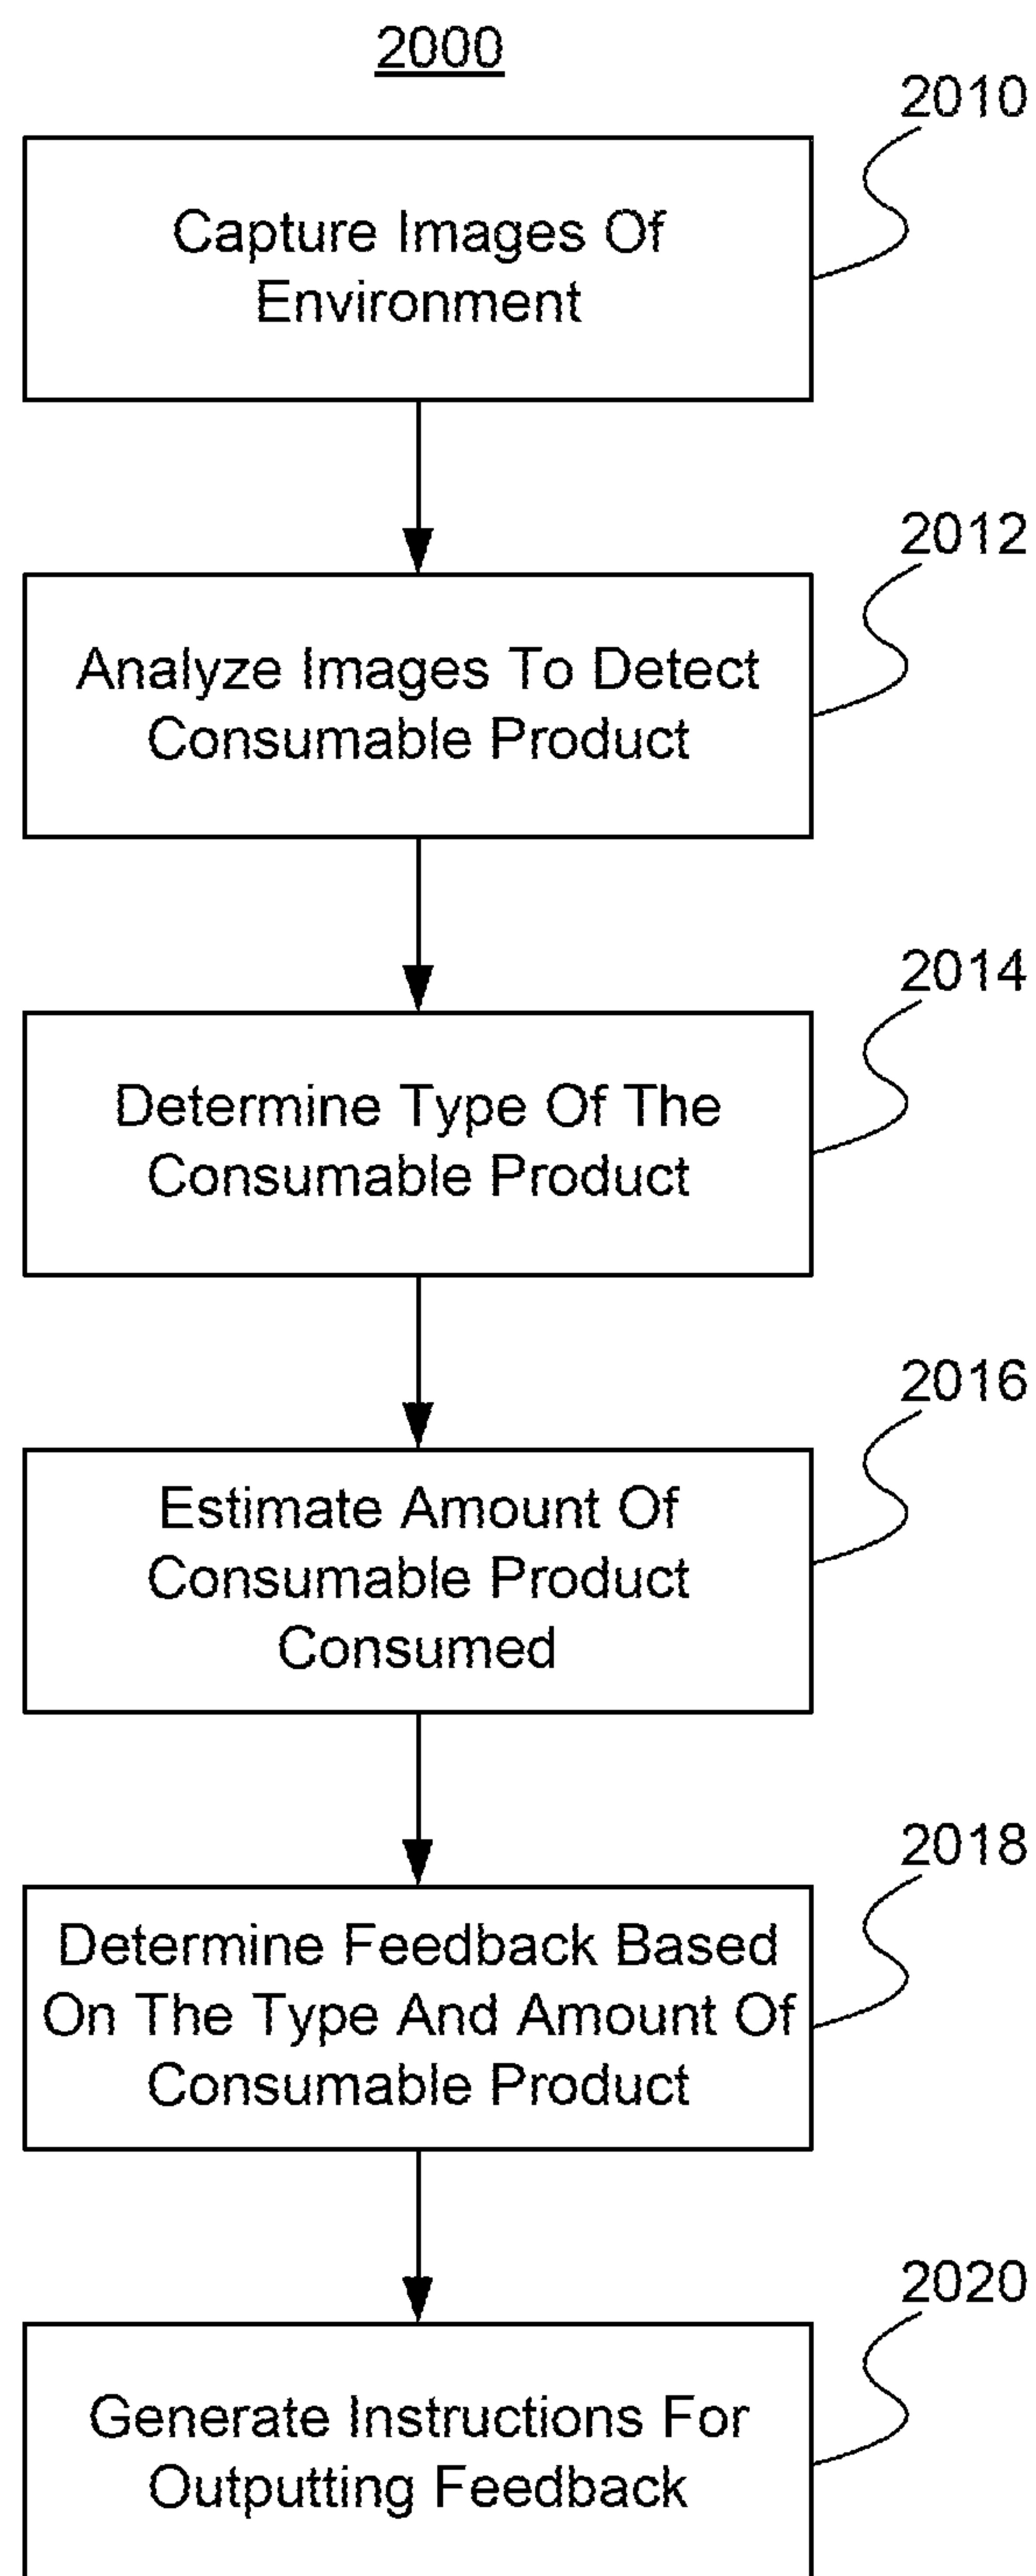 2000
2010
Capture Images Of
Environment
2012
Analyze Images To Detect
Consumable Product
2014
Determine Type Of The
Consumable Product
2016
Estimate Amount Of
Consumable Product
Consumed
2018
Determine Feedback Based
On The Type And Amount Of
Consumable Product
2020
Generate Instructions For
Outputting Feedback